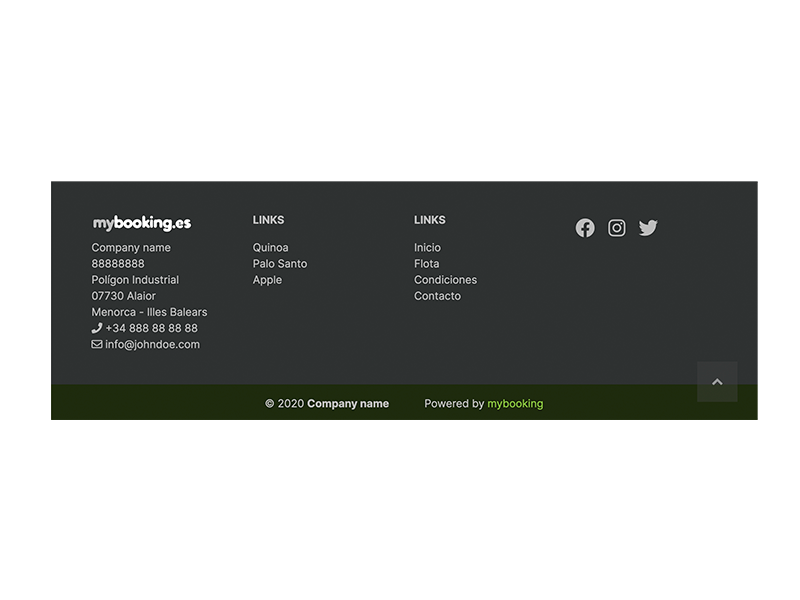 mybooking.es
Company name
88888888
Polígon Industrial
07730 Alaior
Menorca - Illes Balears
+34 888 88 88 88
info@johndoe.com
LINKS
Quinoa
Palo Santo
Apple
LINKS
Inicio
Flota
Condiciones
Contacto
© 2020 Company name
Powered by mybooking